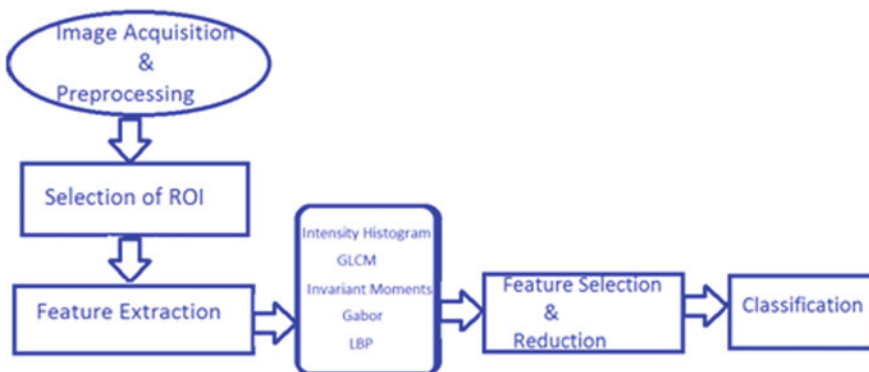 Image Acquisition
&
Preprocessing
Selection of ROI
Feature Extraction
Intensity Histogram
GLCM
Invariant Moments
Gabor
LBP
Feature Selection
&
Reduction
Classification